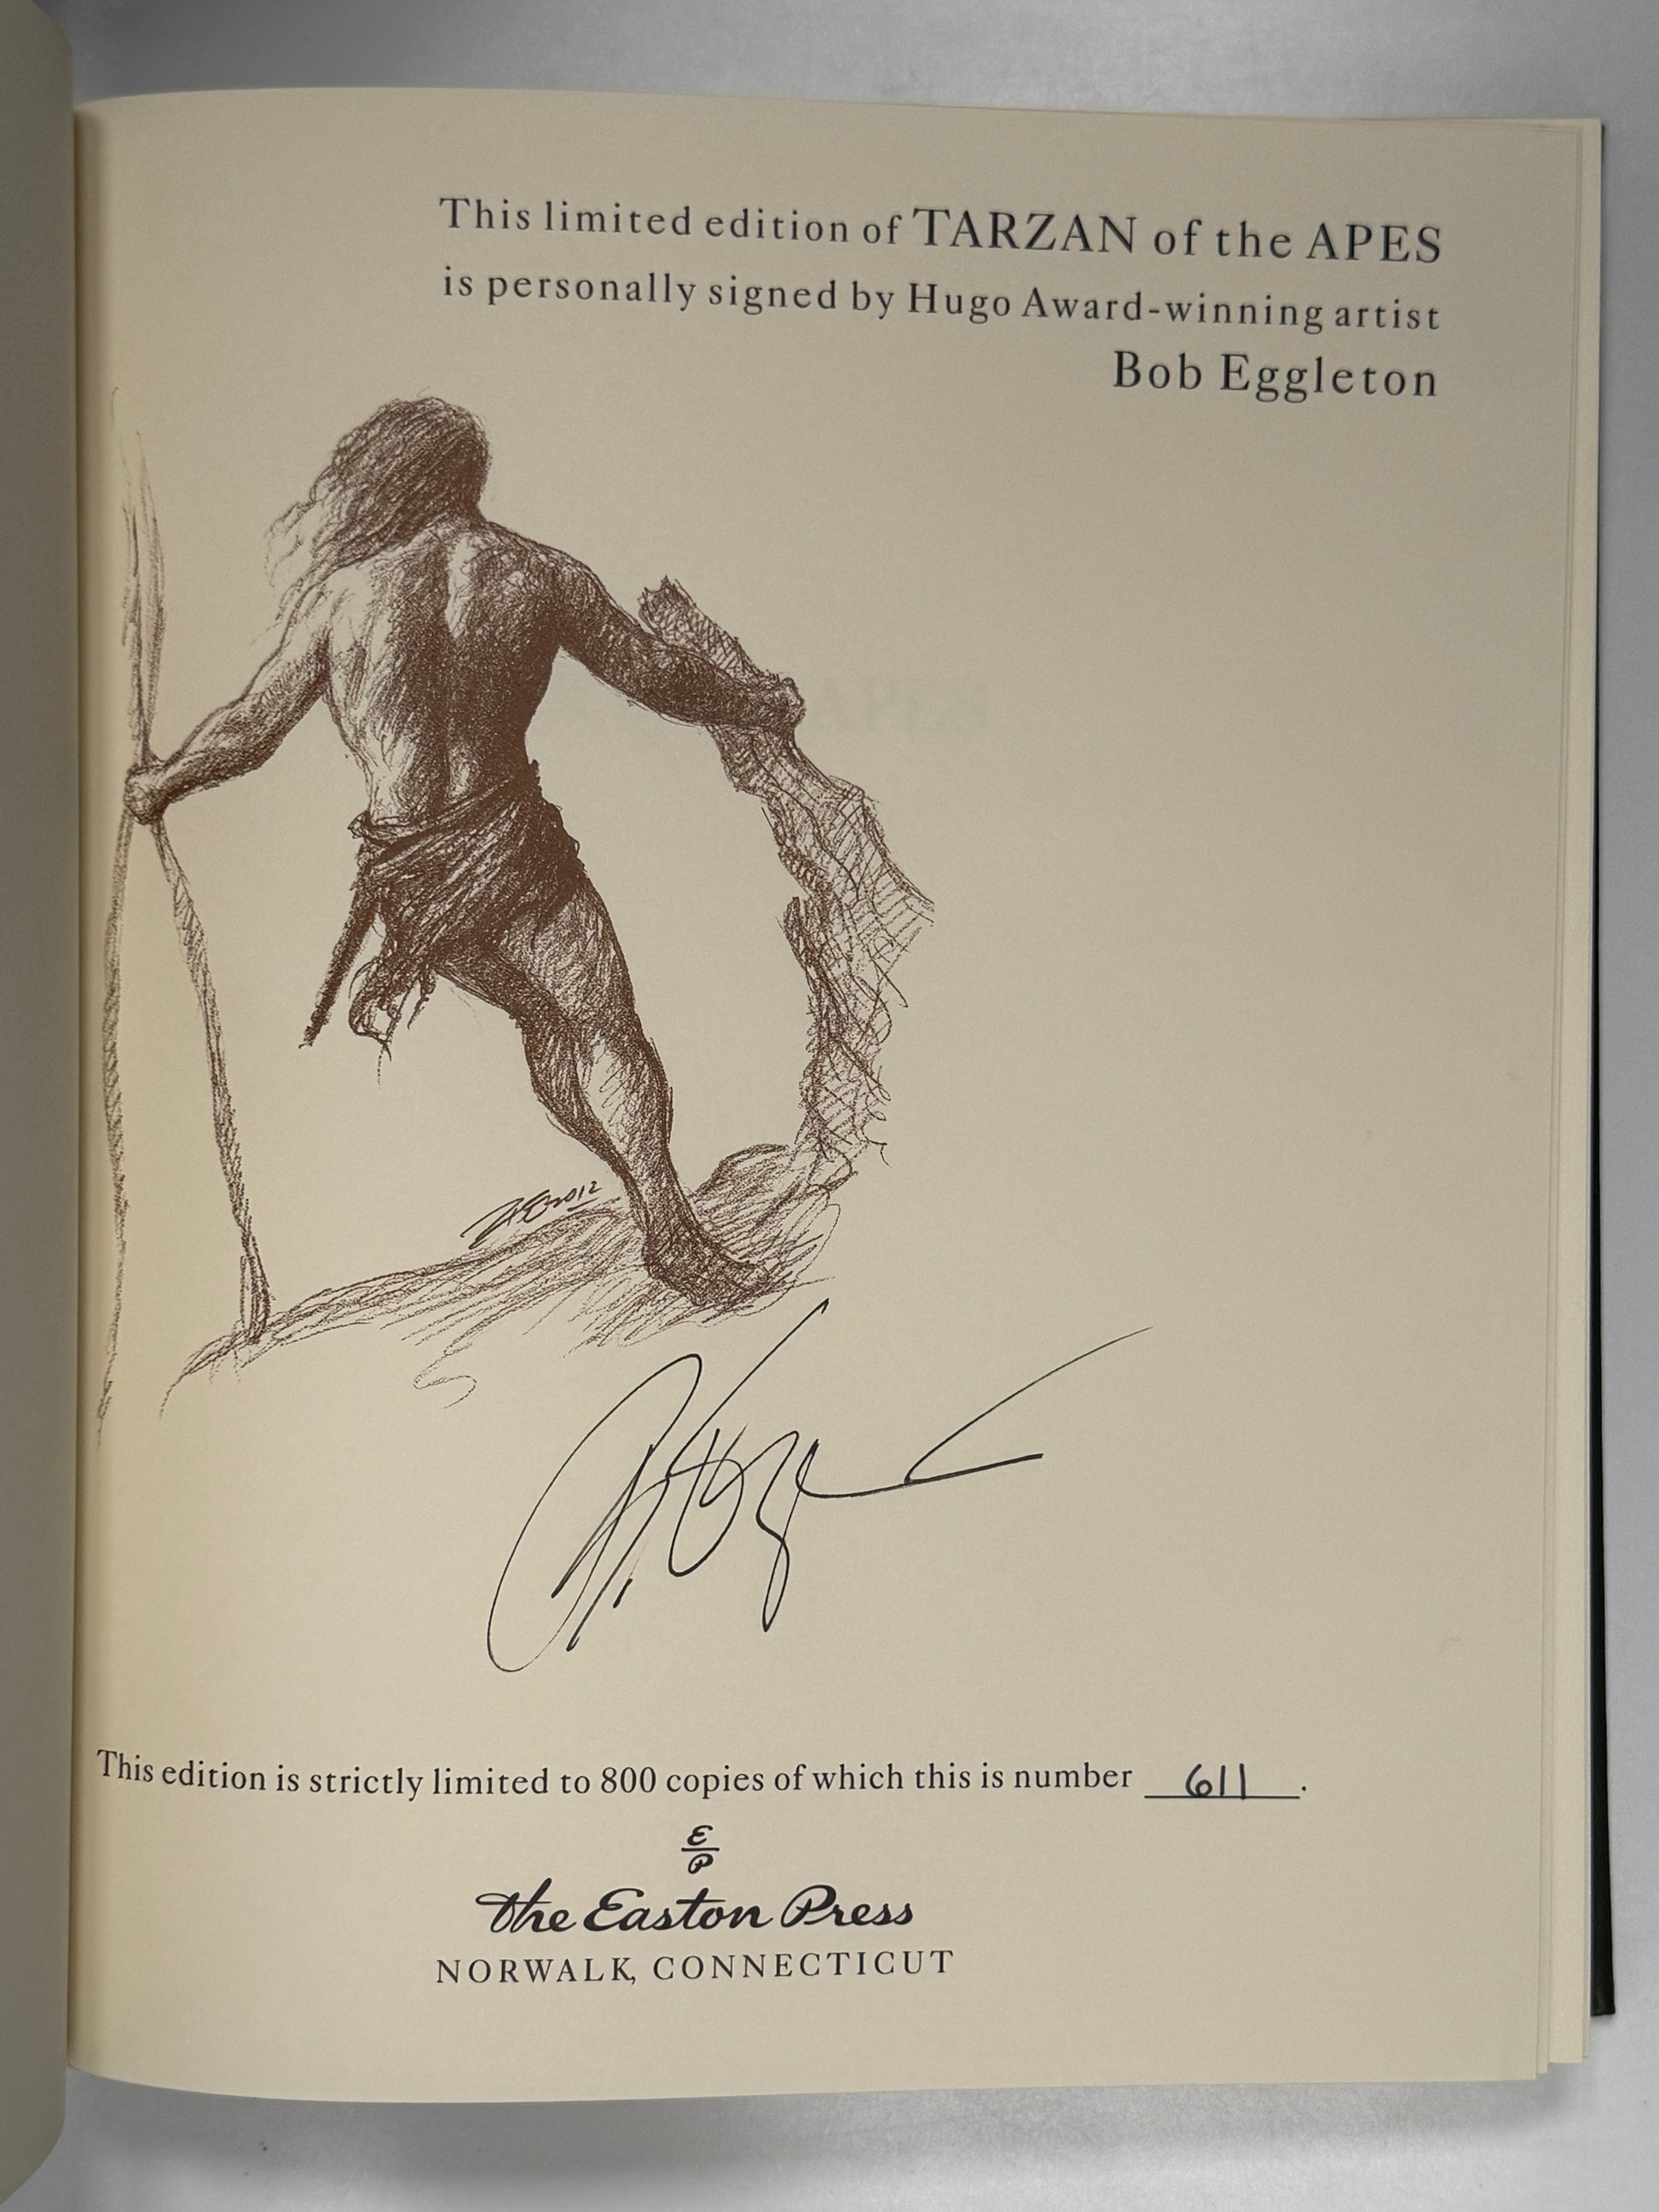 This limited edition of TARZAN of the APES
is personally signed by Hugo Award-winning artist
Bob Eggleton
2012
This edition is strictly limited to 800 copies of which this is number 611.
E
P
The Easton Press
NORWALK, CONNECTICUT